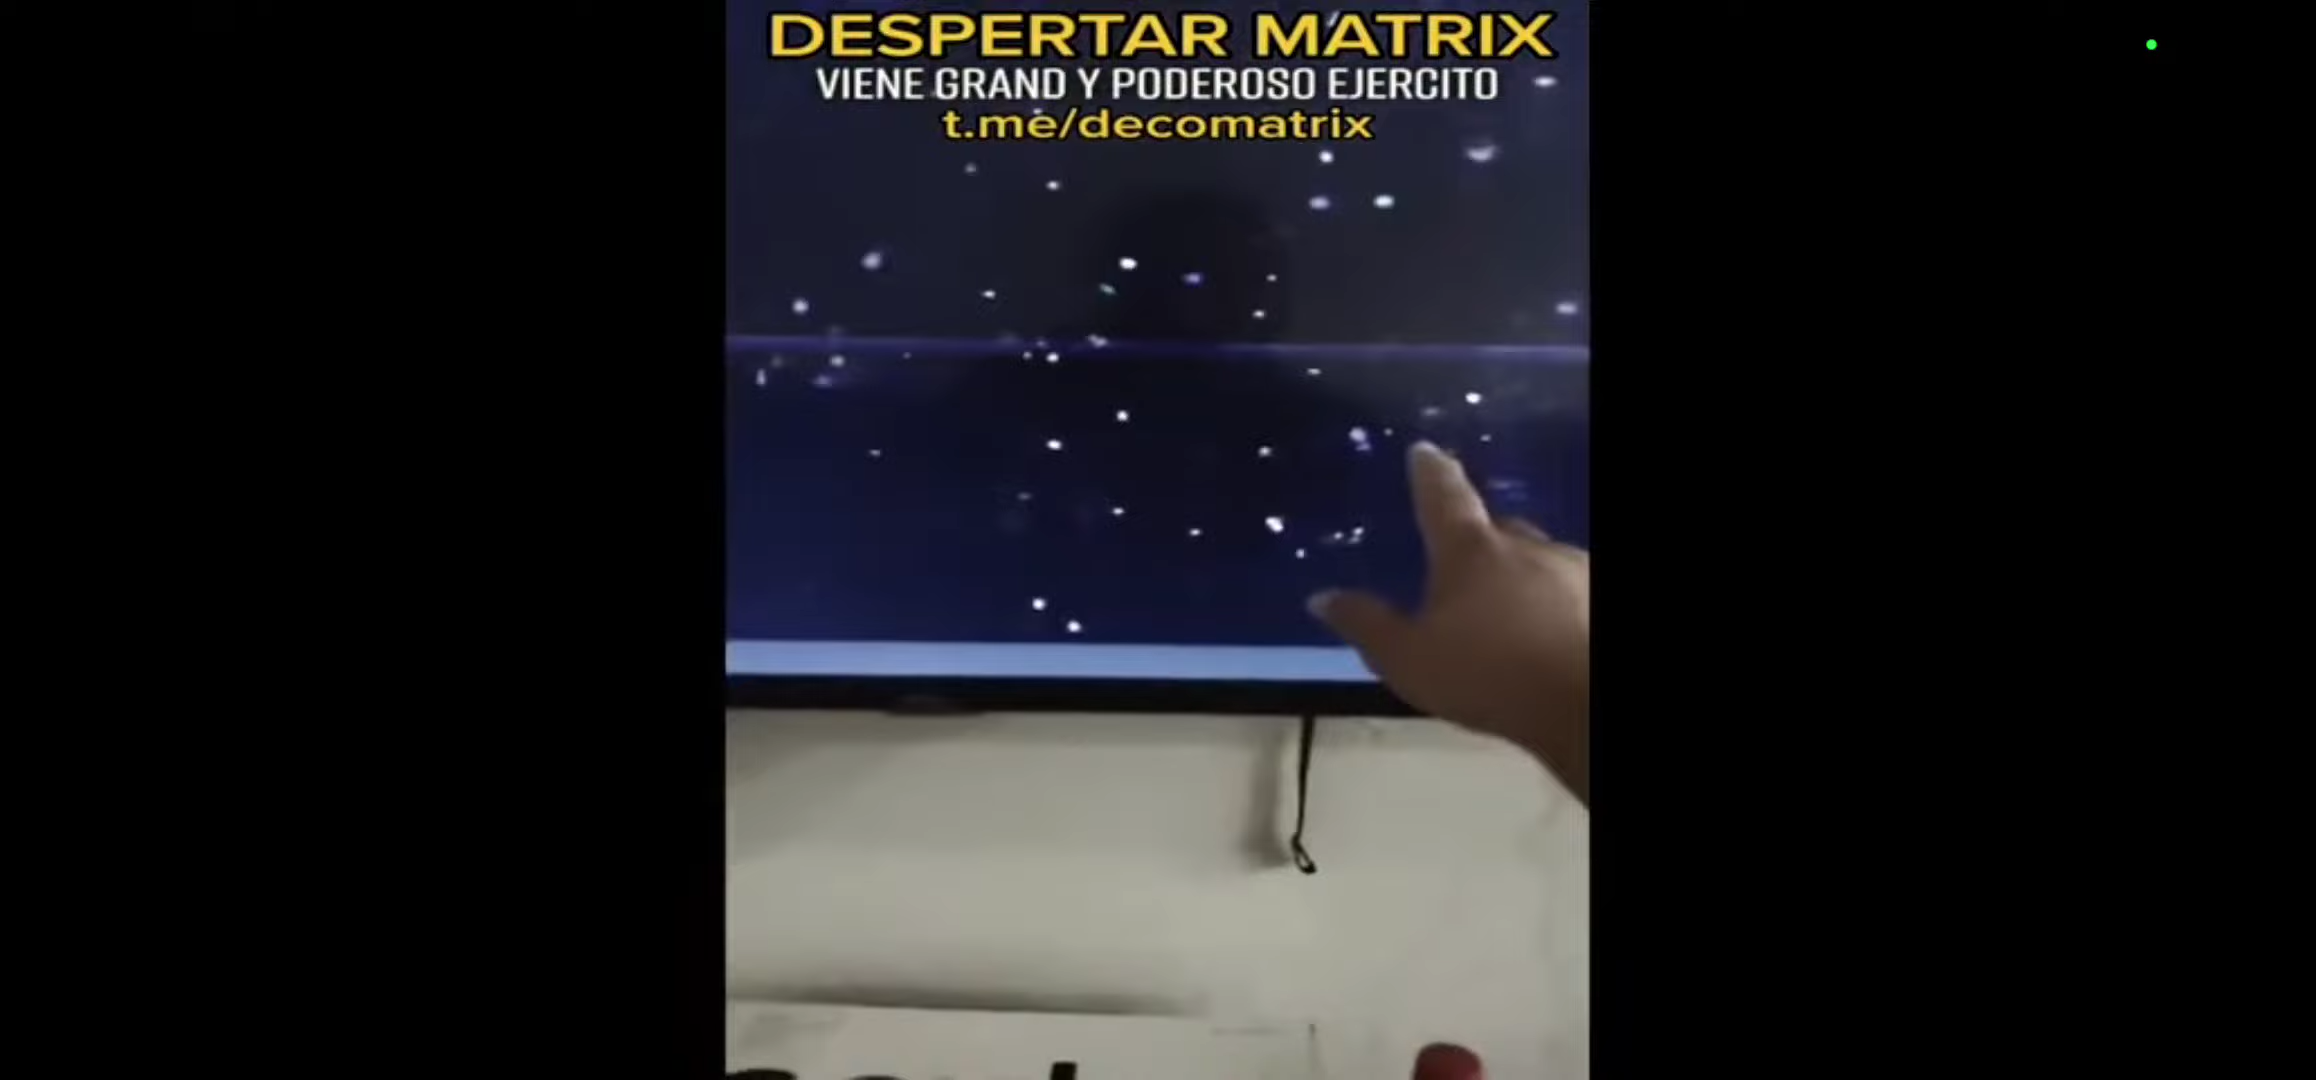 DESPERTAR MATRIX
VIENE GRAND Y PODEROSO EJERCITO
t.me/decomatrix